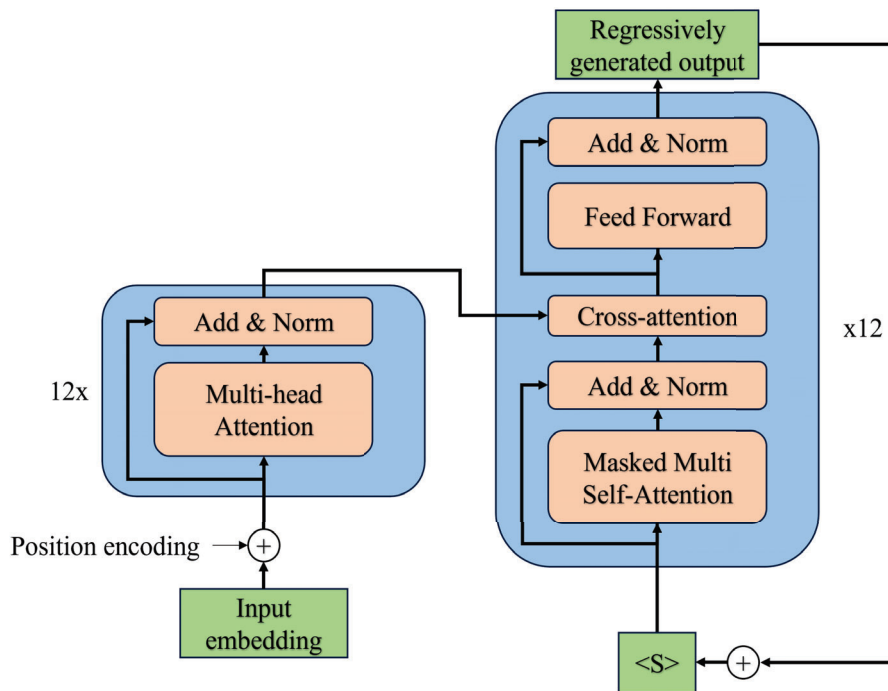 Regressively
generated output
Add & Norm
Feed Forward
Cross-attention
x12
Add & Norm
Masked Multi
Self-Attention
<S>
+
Add & Norm
12x
Multi-head
Attention
Position encoding
+
Input
embedding